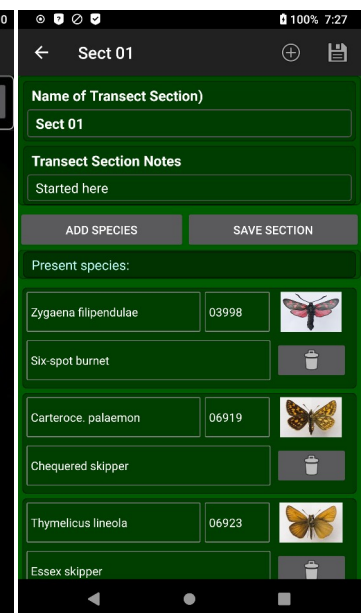 0
100% 7:27
Sect 01
Name of Transect Section)
Sect 01
Transect Section Notes
Started here
ADD SPECIES SAVE SECTION
Present species:
Zygaena filipendulae 03998
Six-spot burnet
Carteroce. palaemon 06919
Chequered skipper
Thymelicus lineola 06923
Essex skipper